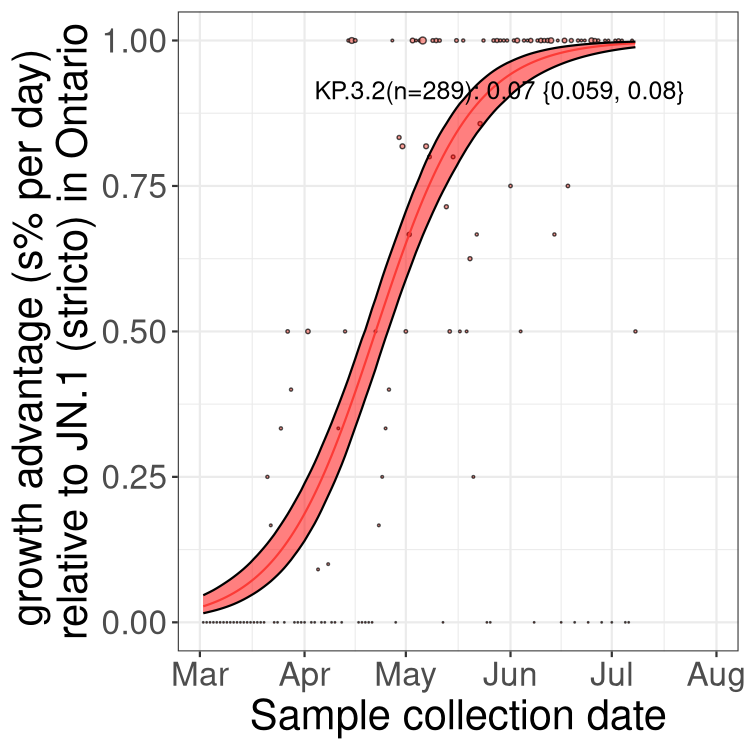 growth advantage (s% per day)
relative to JN.1 (stricto) in Ontario
1.00
0.75
0.50
0.25
0.00
KP.3.2(n=289): 0.07 {0.059, 0.08}
Mar Apr May Jun Jul Aug
Sample collection date